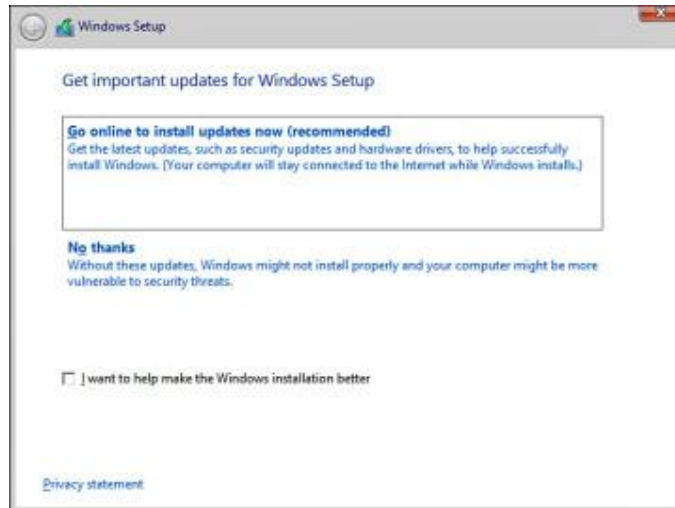 Windows Setup
Get important updates for Windows Setup
Go online to install updates now (recommended)
Get the latest updates, such as security updates and hardware drivers, to help successfully
install Windows. (Your computer will stay connected to the Internet while Windows installs.)
No thanks
Without these updates, Windows might not install properly and your computer might be more
vulnerable to security threats.
I want to help make the Windows installation better
Privacy statement